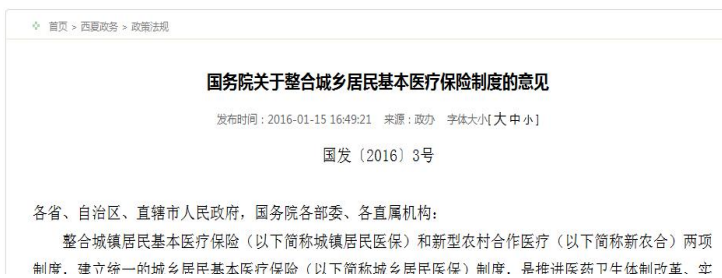 首页 > 西夏政务 > 政策法规
国务院关于整合城乡居民基本医疗保险制度的意见
发布时间：2016-01-15 16:49:21 来源：政办 字体大小[ 大 中 小 ]
国发〔2016〕3号
各省、自治区、直辖市人民政府，国务院各部委、各直属机构：
整合城镇居民基本医疗保险（以下简称城镇居民医保）和新型农村合作医疗（以下简称新农合）两项
制度，建立统一的城乡居民基本医疗保险（以下简称城乡居民医保）制度，是推进医药卫生体制改革、实